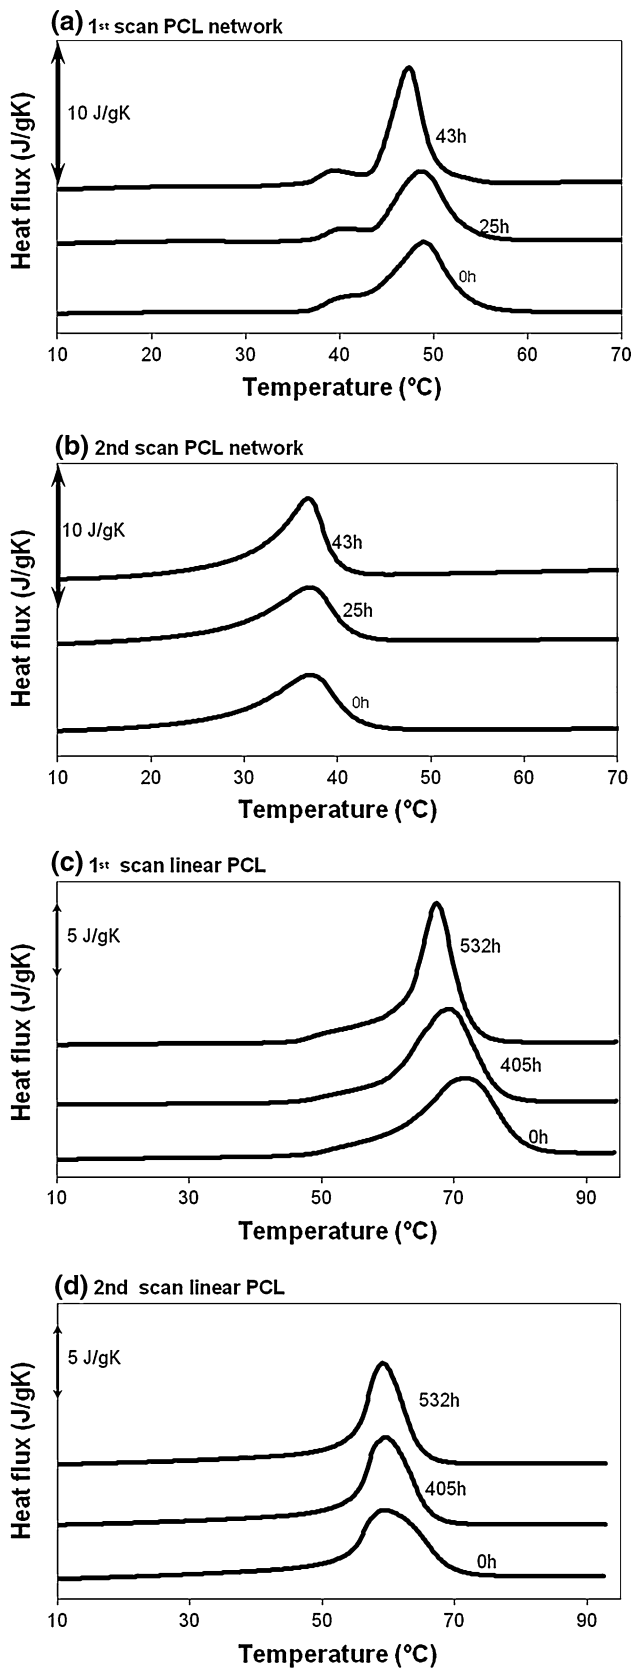 (a) 1st scan PCL network
Heat flux (J/gK)
10 J/gK
43h
25h
0h
10 20 30 40 50 60 70
Temperature (ºC)
(b) 2nd scan PCL network
Heat flux (J/gK)
10 J/gK
43h
25h
0h
10 20 30 40 50 60 70
Temperature (ºC)
(c) 1st scan linear PCL
Heat flux (J/gK)
5 J/gK
532h
405h
0h
10 30 50 70 90
Temperature (ºC)
(d) 2nd scan linear PCL
Heat flux (J/gK)
5 J/gK
532h
405h
0h
10 30 50 70 90
Temperature (ºC)